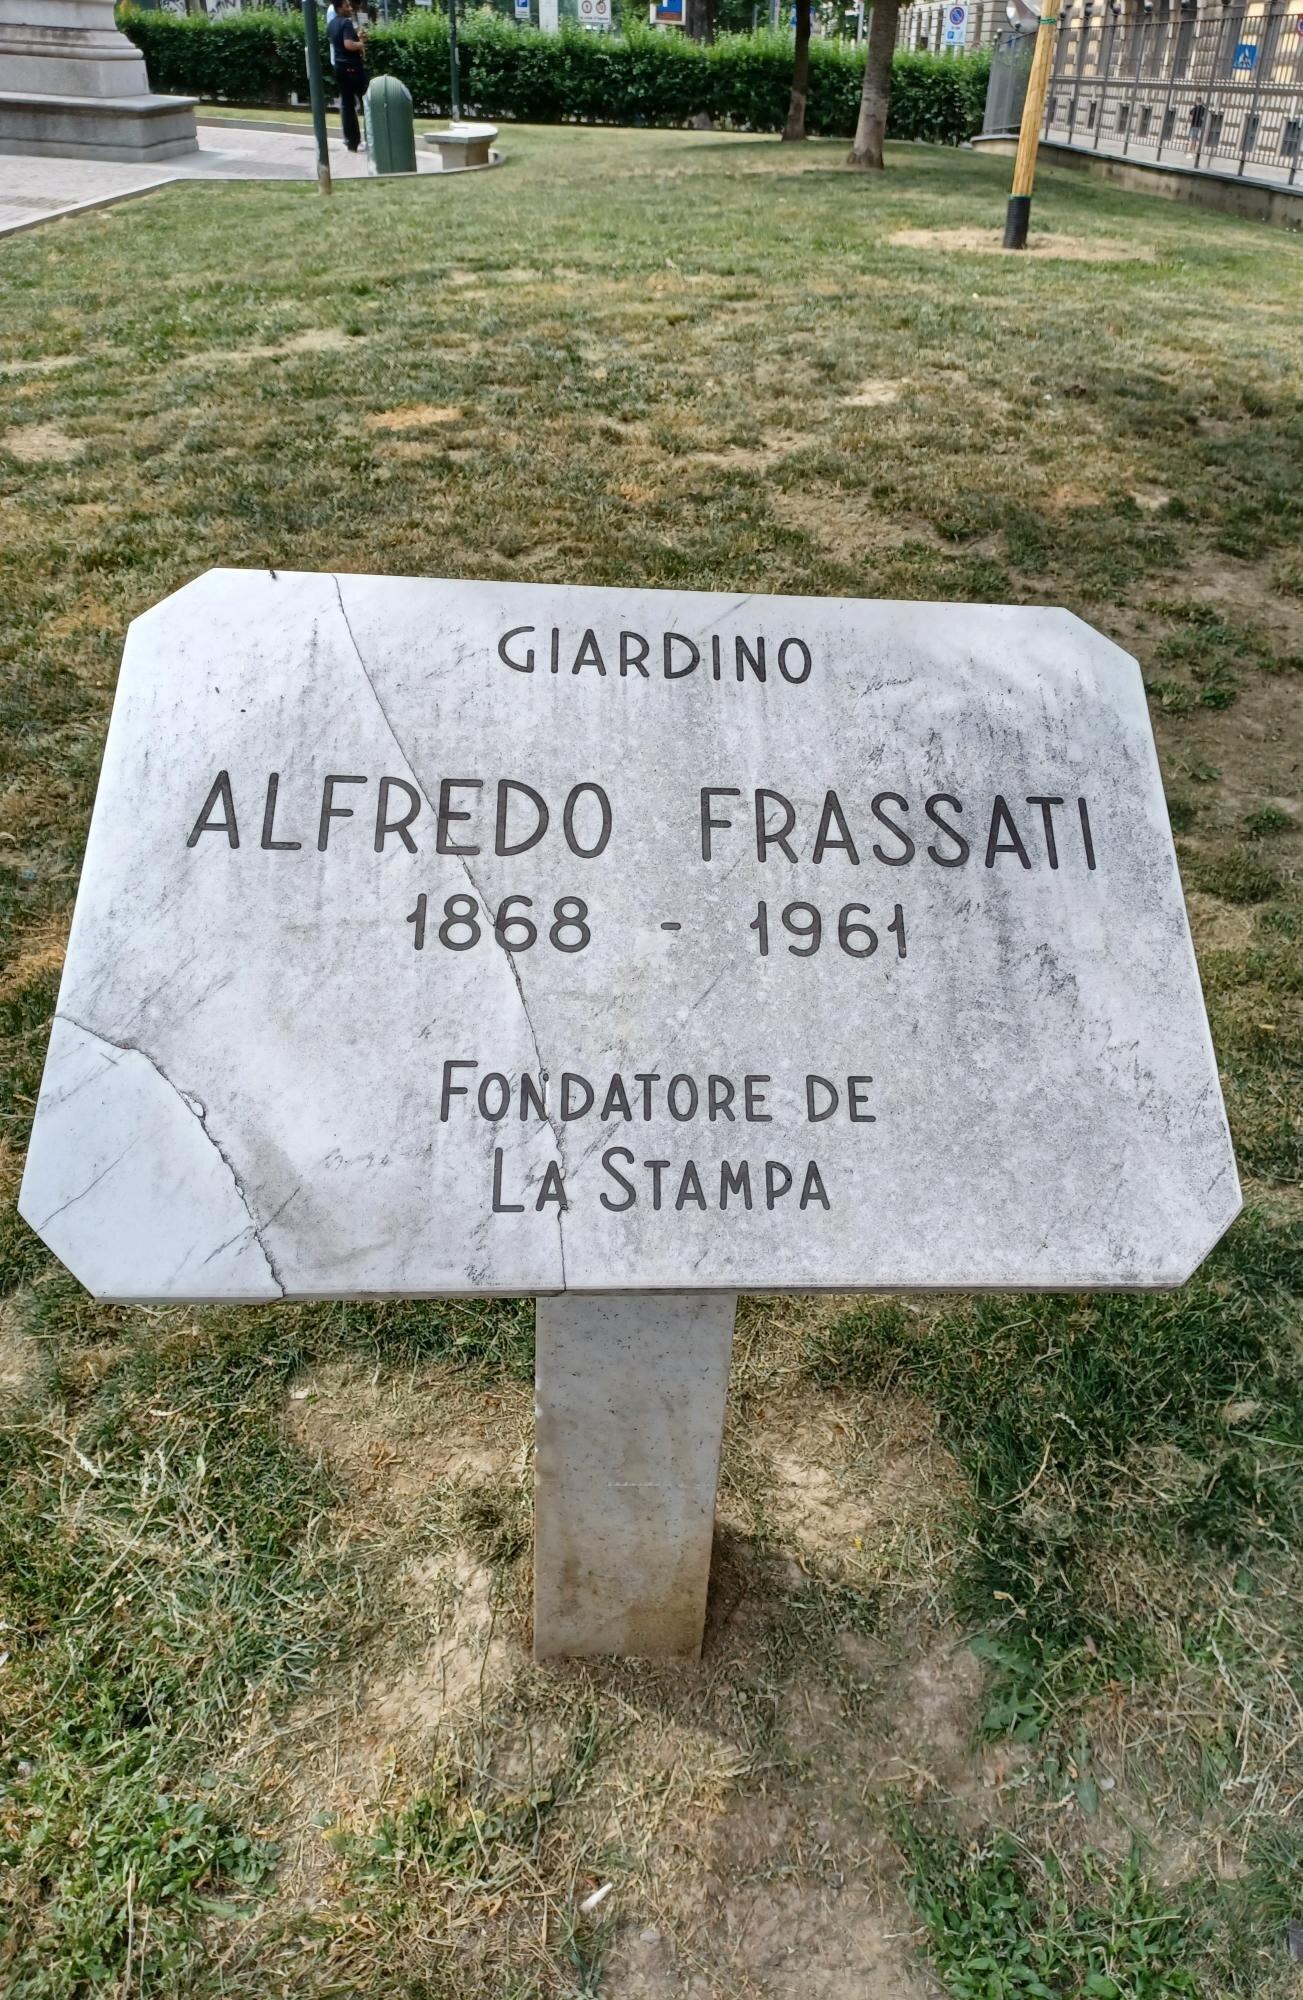 GIARDINO
ALFREDO FRASSATI
1868 - 1961
FONDATORE DE
LA STAMPA